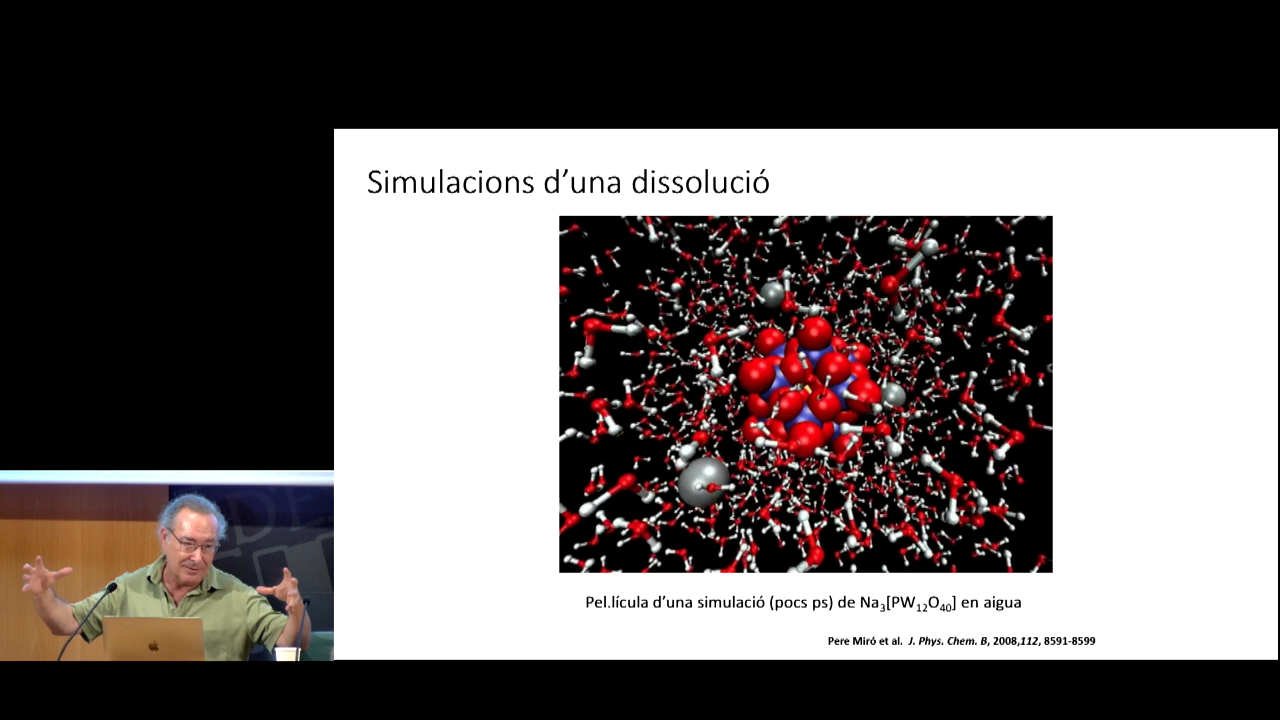 Simulacions d'una dissolució
Pel.lícula d'una simulació (pocs ps) de Na₃[PW₁₂O₄₀] en aigua
Pere Miró et al. J. Phys. Chem. B, 2008,112, 8591-8599